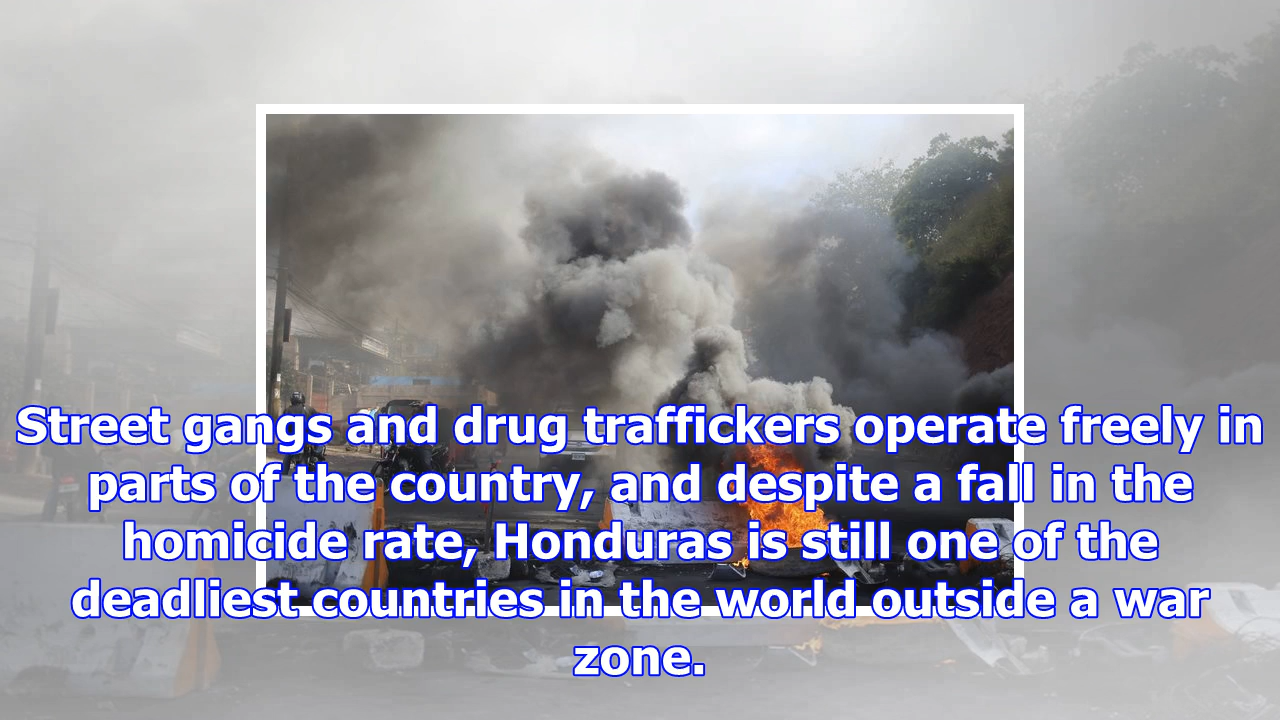 Street gangs and drug traffickers operate freely in
parts of the country, and despite a fall in the
homicide rate, Honduras is still one of the
deadliest countries in the world outside a war
zone.